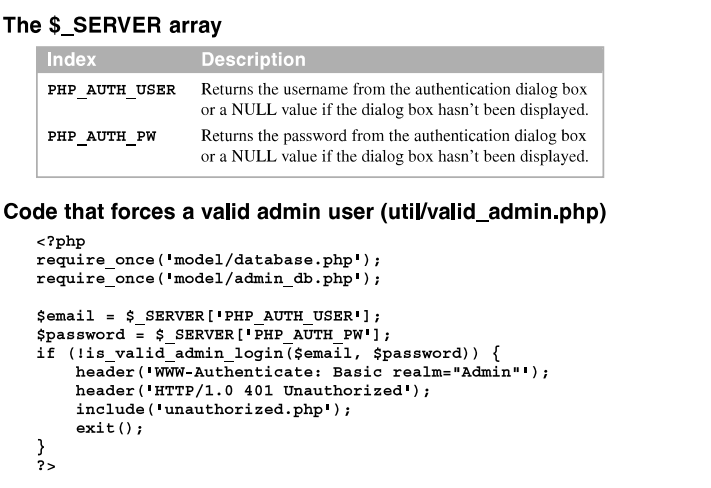 The $_SERVER array
Index Description
PHP_AUTH_USER Returns the username from the authentication dialog box
or a NULL value if the dialog box hasn't been displayed.
PHP_AUTH_PW Returns the password from the authentication dialog box
or a NULL value if the dialog box hasn't been displayed.
Code that forces a valid admin user (util/valid_admin.php)
<?php
require_once('model/database.php');
require_once('model/admin_db.php');
$email = $_SERVER['PHP_AUTH_USER'];
$password = $_SERVER['PHP_AUTH_PW'];
if (!is_valid_admin_login($email, $password)) {
    header('WWW-Authenticate: Basic realm="Admin"');
    header('HTTP/1.0 401 Unauthorized');
    include('unauthorized.php');
    exit();
}
?>